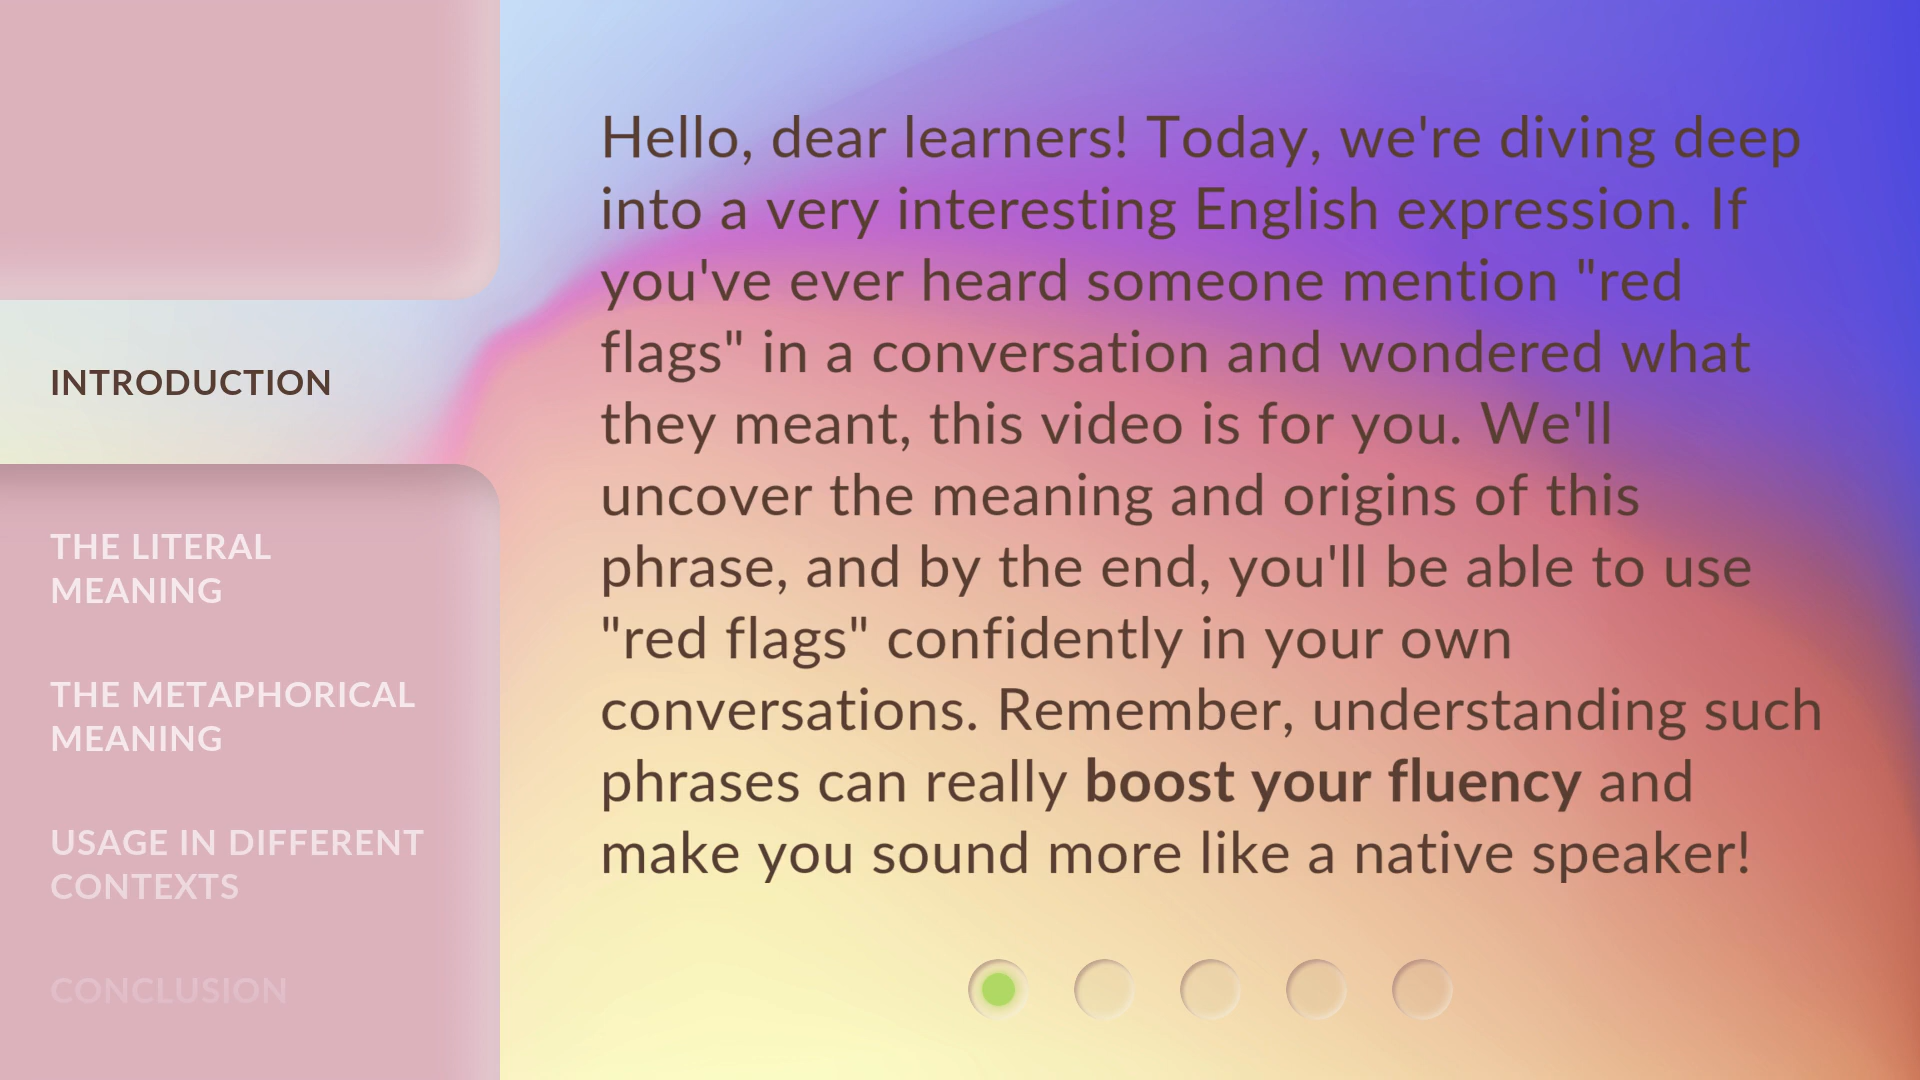 INTRODUCTION
THE LITERAL
MEANING
THE METAPHORICAL
MEANING
USAGE IN DIFFERENT
CONTEXTS
CONCLUSION
Hello, dear learners! Today, we're diving deep
into a very interesting English expression. If
you've ever heard someone mention "red
flags" in a conversation and wondered what
they meant, this video is for you. We'll
uncover the meaning and origins of this
phrase, and by the end, you'll be able to use
"red flags" confidently in your own
conversations. Remember, understanding such
phrases can really boost your fluency and
make you sound more like a native speaker!